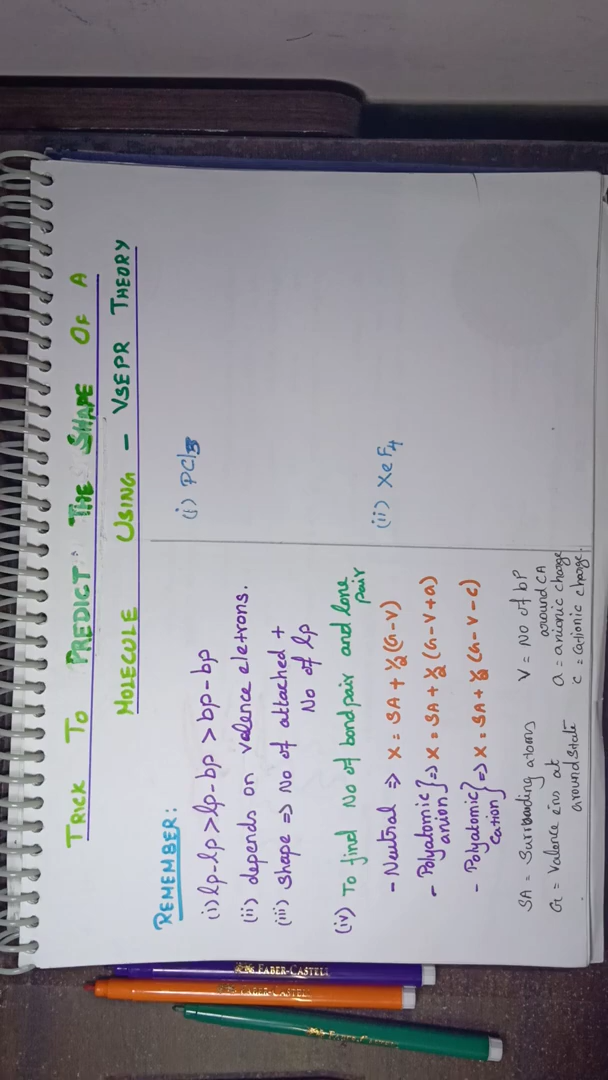 TRICK TO PREDICT THE SHAPE OF A
MOLECULE USING - VSEPR THEORY
REMEMBER:
(i) lp-lp > lp-bp > bp-bp
(ii) depends on valence eletrons.
(iii) Shape => No of attached +
No of lp
(iv) To find No of bond pair and lone
pair
- Neutral => X = SA + 1/2 (G-V)
- Polyatomic } => X = SA + 1/2 (G-V+a)
anion
- Polyatomic } => X = SA + 1/2 (G-V-c)
Cation
SA = Surrounding atoms
G = Valence e⁻ns at
around state
V = No of bp
around CA
a = anionic charge
c = cationic charge.
(i) PCl3
(ii) XeF4
FABER-CASTELL
FABER-CASTELL
FABER-CASTELL